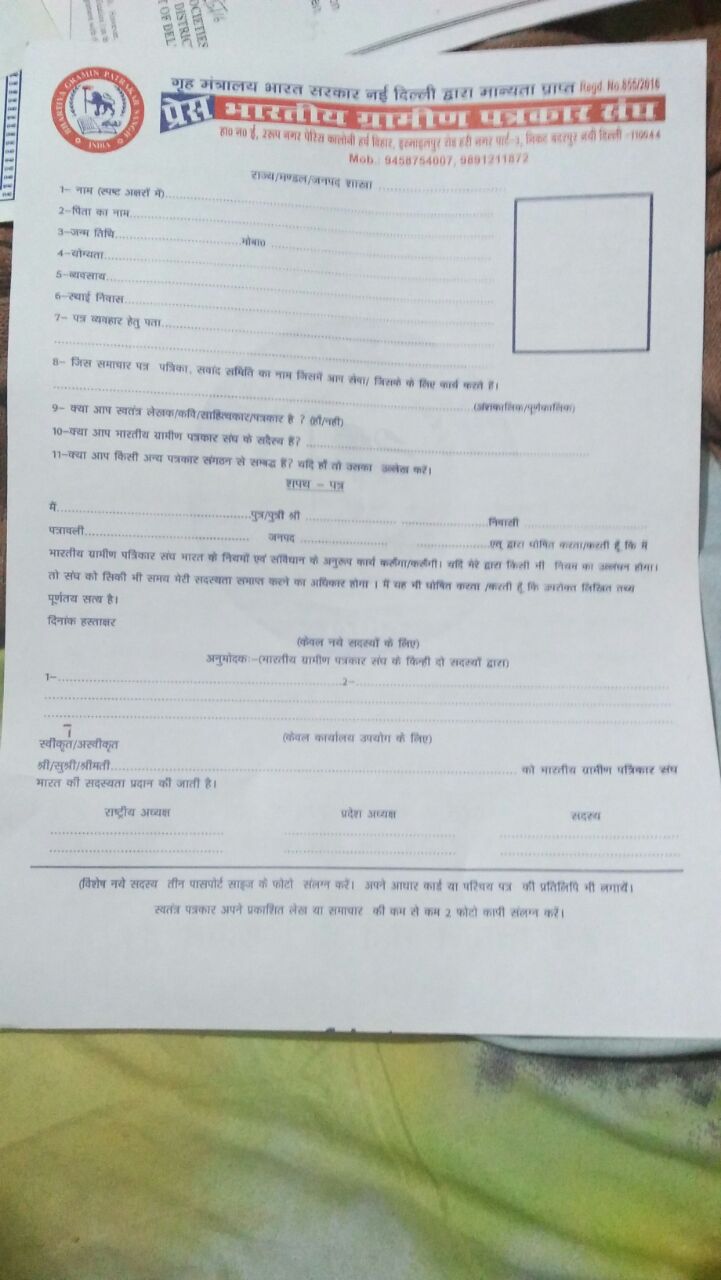 OCIETIES
DISTRIC
T OF DEL
BHARTIYA GRAMIN PATRAKAR SANGH
INDIA
गृह मंत्रालय भारत सरकार नई दिल्ली द्वारा मान्यता प्राप्त Regd No.855/2016
प्रेस भारतीय ग्रामीण पत्रकार संघ
हा0 न0 ई, 2रूप नगर पेरिस कालोनी हर्ष विहार, इस्माइलपुर रोड हरी नगर पार्ट-3, निकट बदरपुर नयी दिल्ली -110044
Mob.: 9458754007, 9891211872
राज्य/मण्डल/जनपद शाखा ..............................
1- नाम (स्पष्ट अक्षरों में)..............................
2-पिता का नाम..............................
3-जन्म तिथि..............................मोबा0..............................
4-योग्यता..............................
5-व्यवसाय..............................
6-स्थाई निवास..............................
7- पत्र व्यवहार हेतु पता..............................
8- जिस समाचार पत्र पत्रिका, सवांद समिति का नाम जिसमें आप सेवा/ जिसके के लिए कार्य करते हैं।
..............................(अंशकालिक/पूर्णकालिक)
9- क्या आप स्वतंत्र लेखक/कवि/साहित्यकार/पत्रकार है ? (हाँ/नही)
10-क्या आप भारतीय ग्रामीण पत्रकार संघ के सदैस्य हैं? ..............................
11-क्या आप किसी अन्य पत्रकार संगठन से सम्बद्ध हैं? यदि हाँ तो उसका उल्लेख करें।
शपथ - पत्र
मैं..............................पुत्र/पुत्री श्री ..............................निवासी ..............................
पत्रावली.............................. जनपद ..............................एत् द्वारा घोषित करता/करती हूँ कि मैं
भारतीय ग्रामीण पत्रिकार संघ भारत के नियमों एवं संविधान के अनुरूप कार्य करूँगा/करूँगी। यदि मेरे द्वारा किसी भी नियम का उल्लंघन होगा।
तो संघ को सिकी भी समय मेरी सदस्यता समाप्त करने का अधिकार होगा । मैं यह भी घोषित करता /करती हूँ कि उपरोक्त लिखित तथ्य
पूर्णतय सत्य है।
दिनांक हस्ताक्षर
(केवल नये सदस्यों के लिए)
अनुमोदकः-(भारतीय ग्रामीण पत्रकार संघ के किन्ही दो सदस्यों द्वारा)
1-..............................2-..............................
(केवल कार्यालय उपयोग के लिए)
स्वीकृत/अस्वीकृत
श्री/सुश्री/श्रीमती.............................. को भारतीय ग्रामीण पत्रिकार संघ
भारत की सदस्यता प्रदान की जाती है।
राष्ट्रीय अध्यक्ष प्रदेश अध्यक्ष सदस्य
(विशेष नये सदस्य तीन पासपोर्ट साइज के फोटो संलग्न करें। अपने आधार कार्ड या परिचय पत्र की प्रतिलिपि भी लगायें।
स्वतंत्र पत्रकार अपने प्रकाशित लेख या समाचार की कम से कम 2 फोटो कापी संलग्न करें।